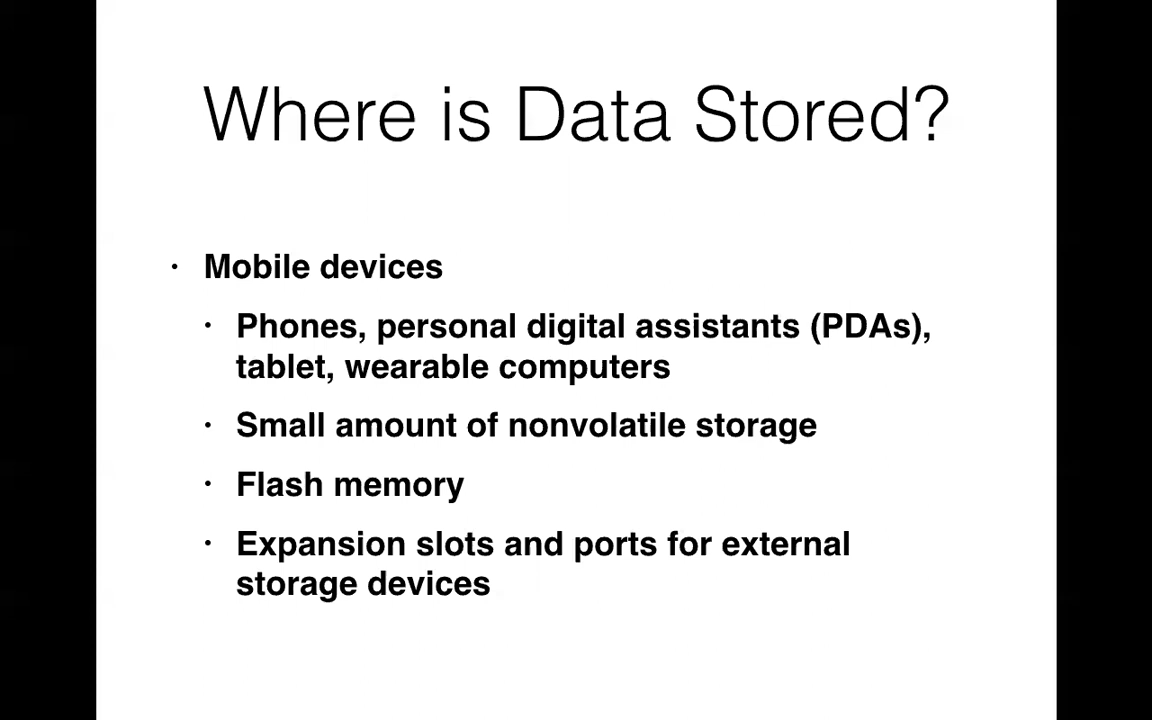 Where is Data Stored?
• Mobile devices
• Phones, personal digital assistants (PDAs),
tablet, wearable computers
• Small amount of nonvolatile storage
• Flash memory
• Expansion slots and ports for external
storage devices